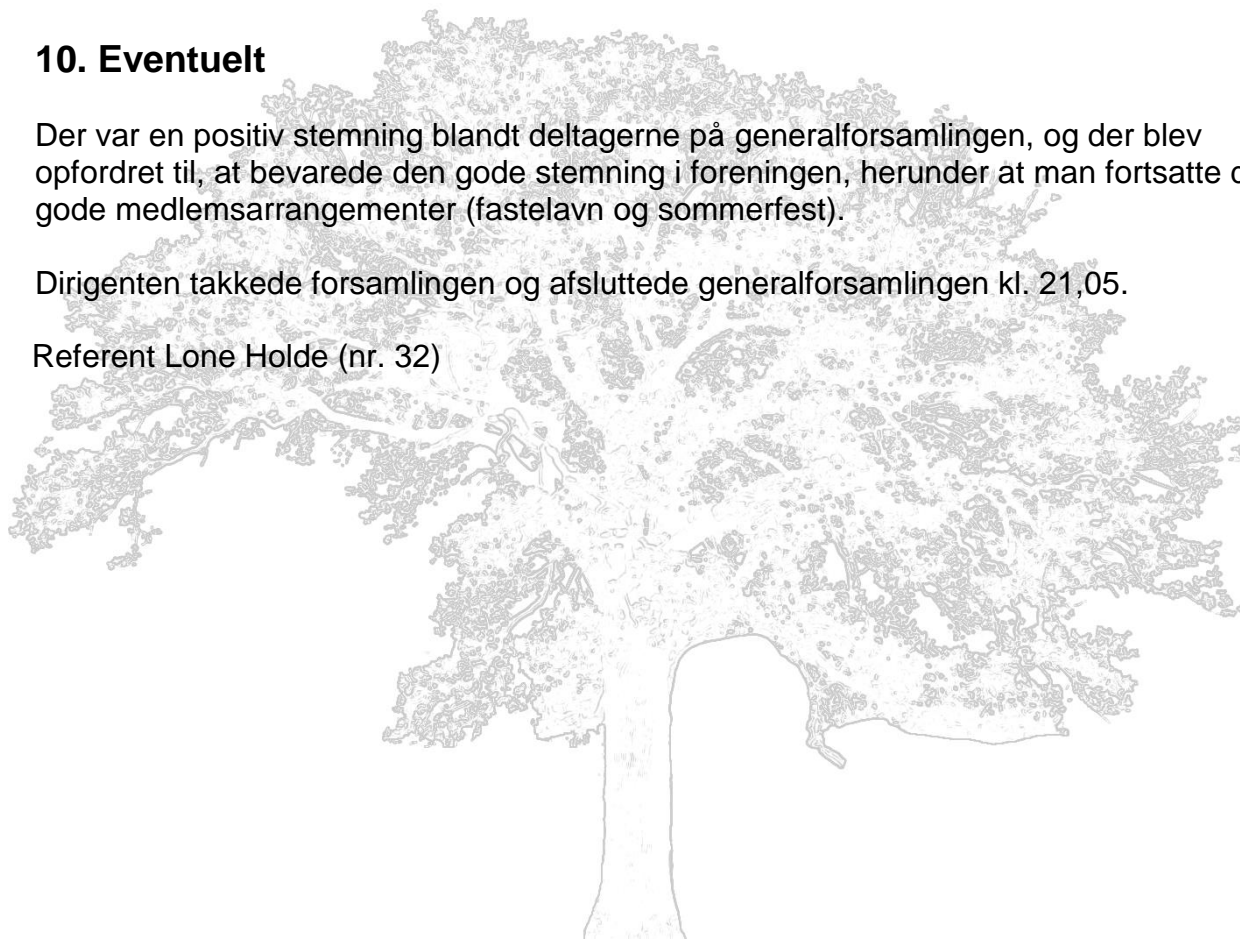 10. Eventuelt
Der var en positiv stemning blandt deltagerne på generalforsamlingen, og der blev
opfordret til, at bevarede den gode stemning i foreningen, herunder at man fortsatte
gode medlemsarrangementer (fastelavn og sommerfest).
Dirigenten takkede forsamlingen og afsluttede generalforsamlingen kl. 21,05.
Referent Lone Holde (nr. 32)